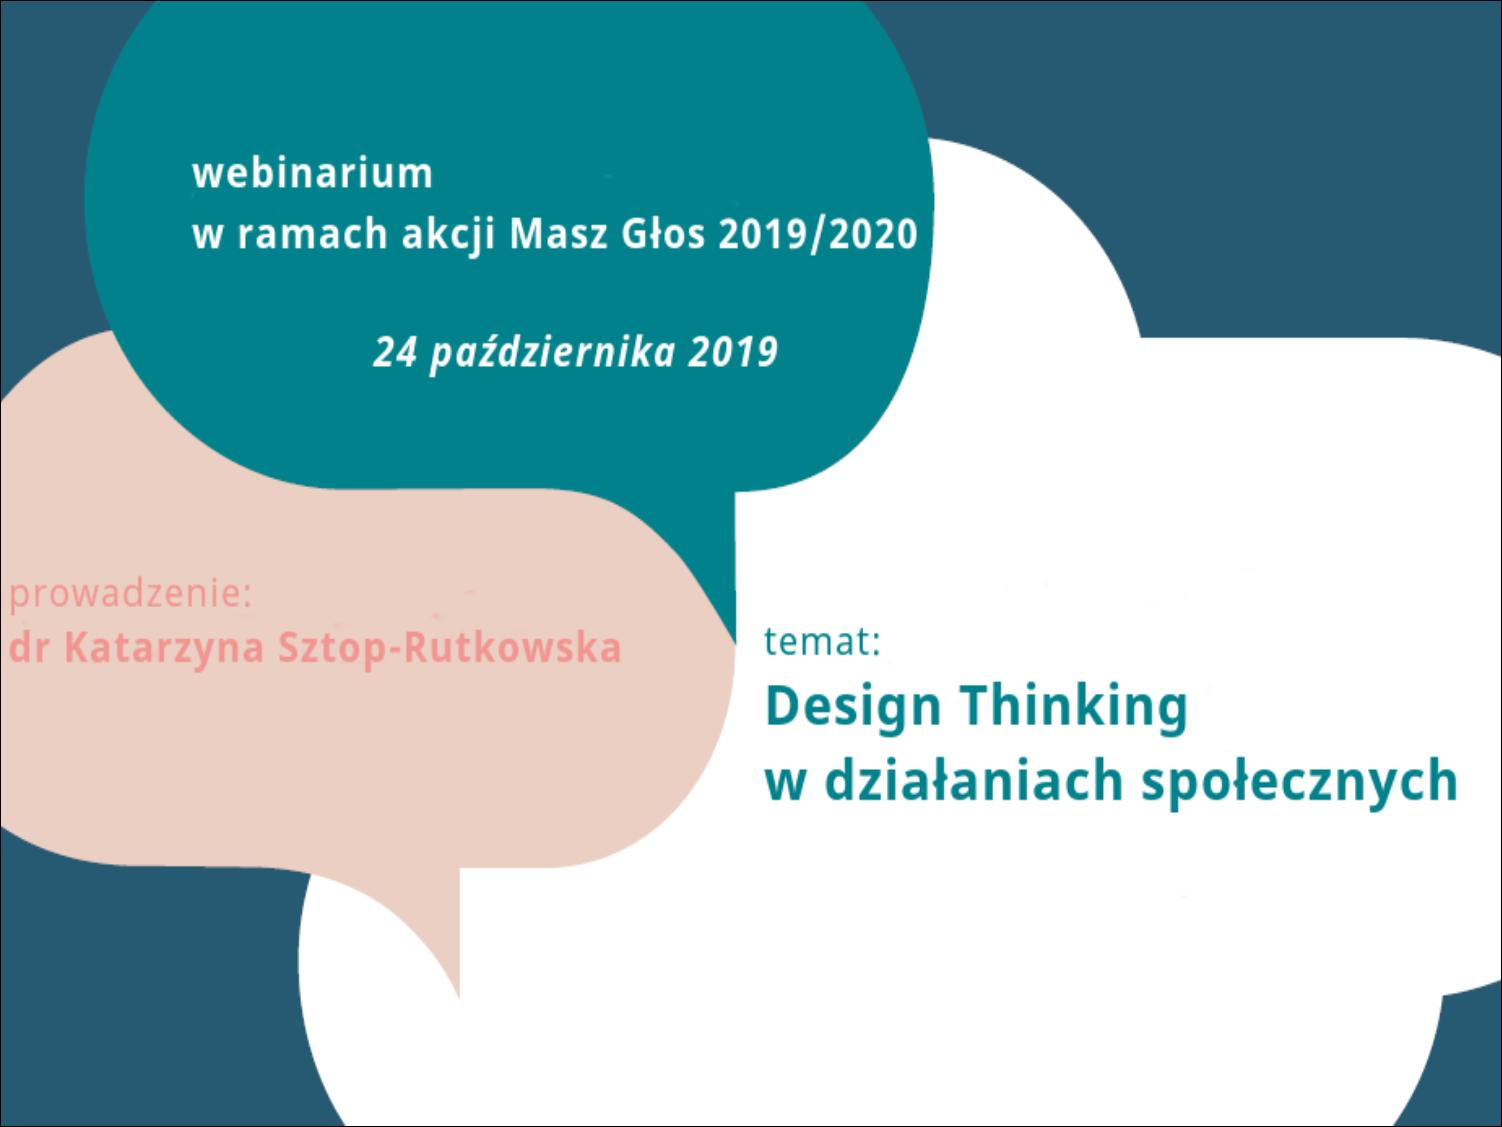 webinarium
w ramach akcji Masz Głos 2019/2020
24 października 2019
prowadzenie:
dr Katarzyna Sztop-Rutkowska
temat:
Design Thinking
w działaniach społecznych